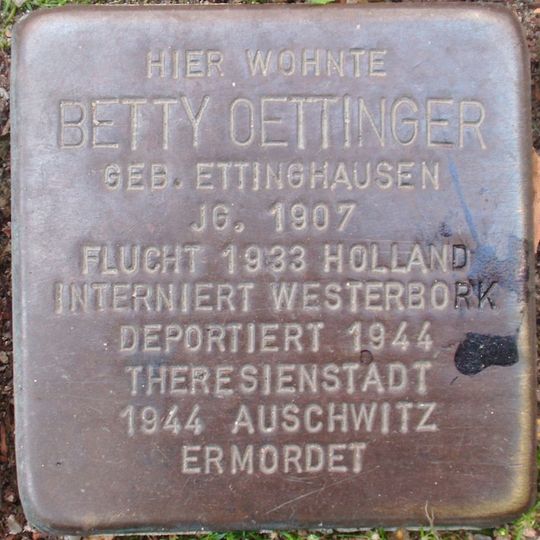 HIER WOHNTE
BETTY OETTINGER
GEB. ETTINGHAUSEN
JG. 1907
FLUCHT 1933 HOLLAND
INTERNIERT WESTERBORK
DEPORTIERT 1944
THERESIENSTADT
1944 AUSCHWITZ
ERMORDET